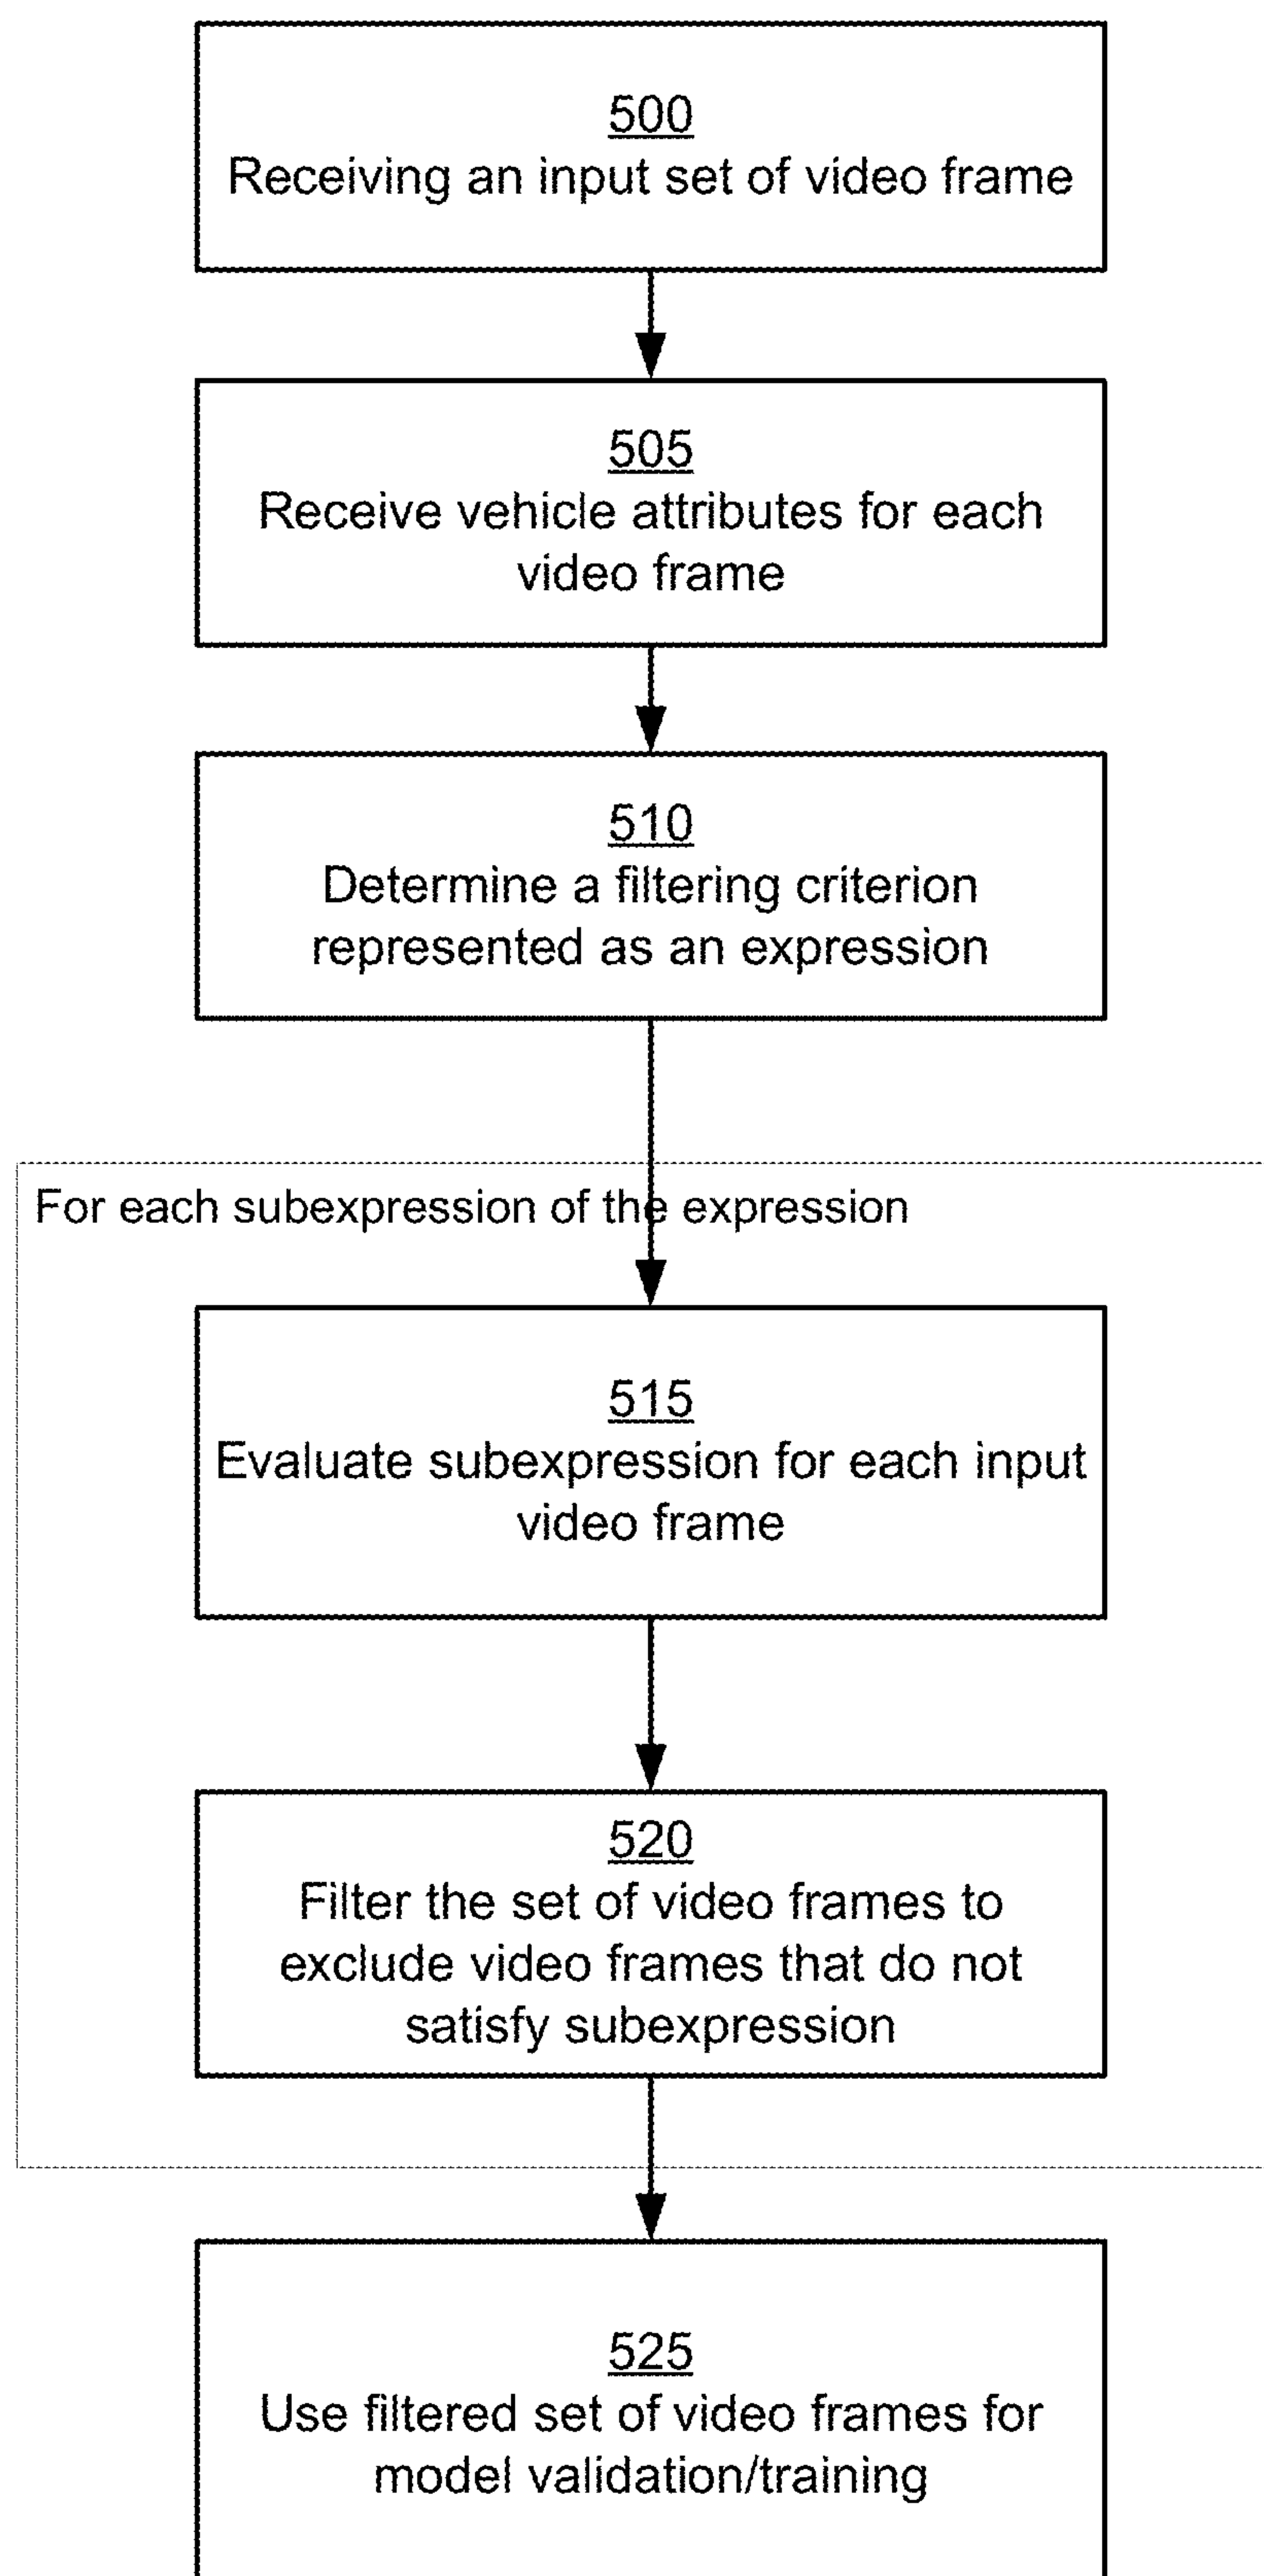 500
Receiving an input set of video frame
505
Receive vehicle attributes for each
video frame
510
Determine a filtering criterion
represented as an expression
For each subexpression of the expression
515
Evaluate subexpression for each input
video frame
520
Filter the set of video frames to
exclude video frames that do not
satisfy subexpression
525
Use filtered set of video frames for
model validation/training